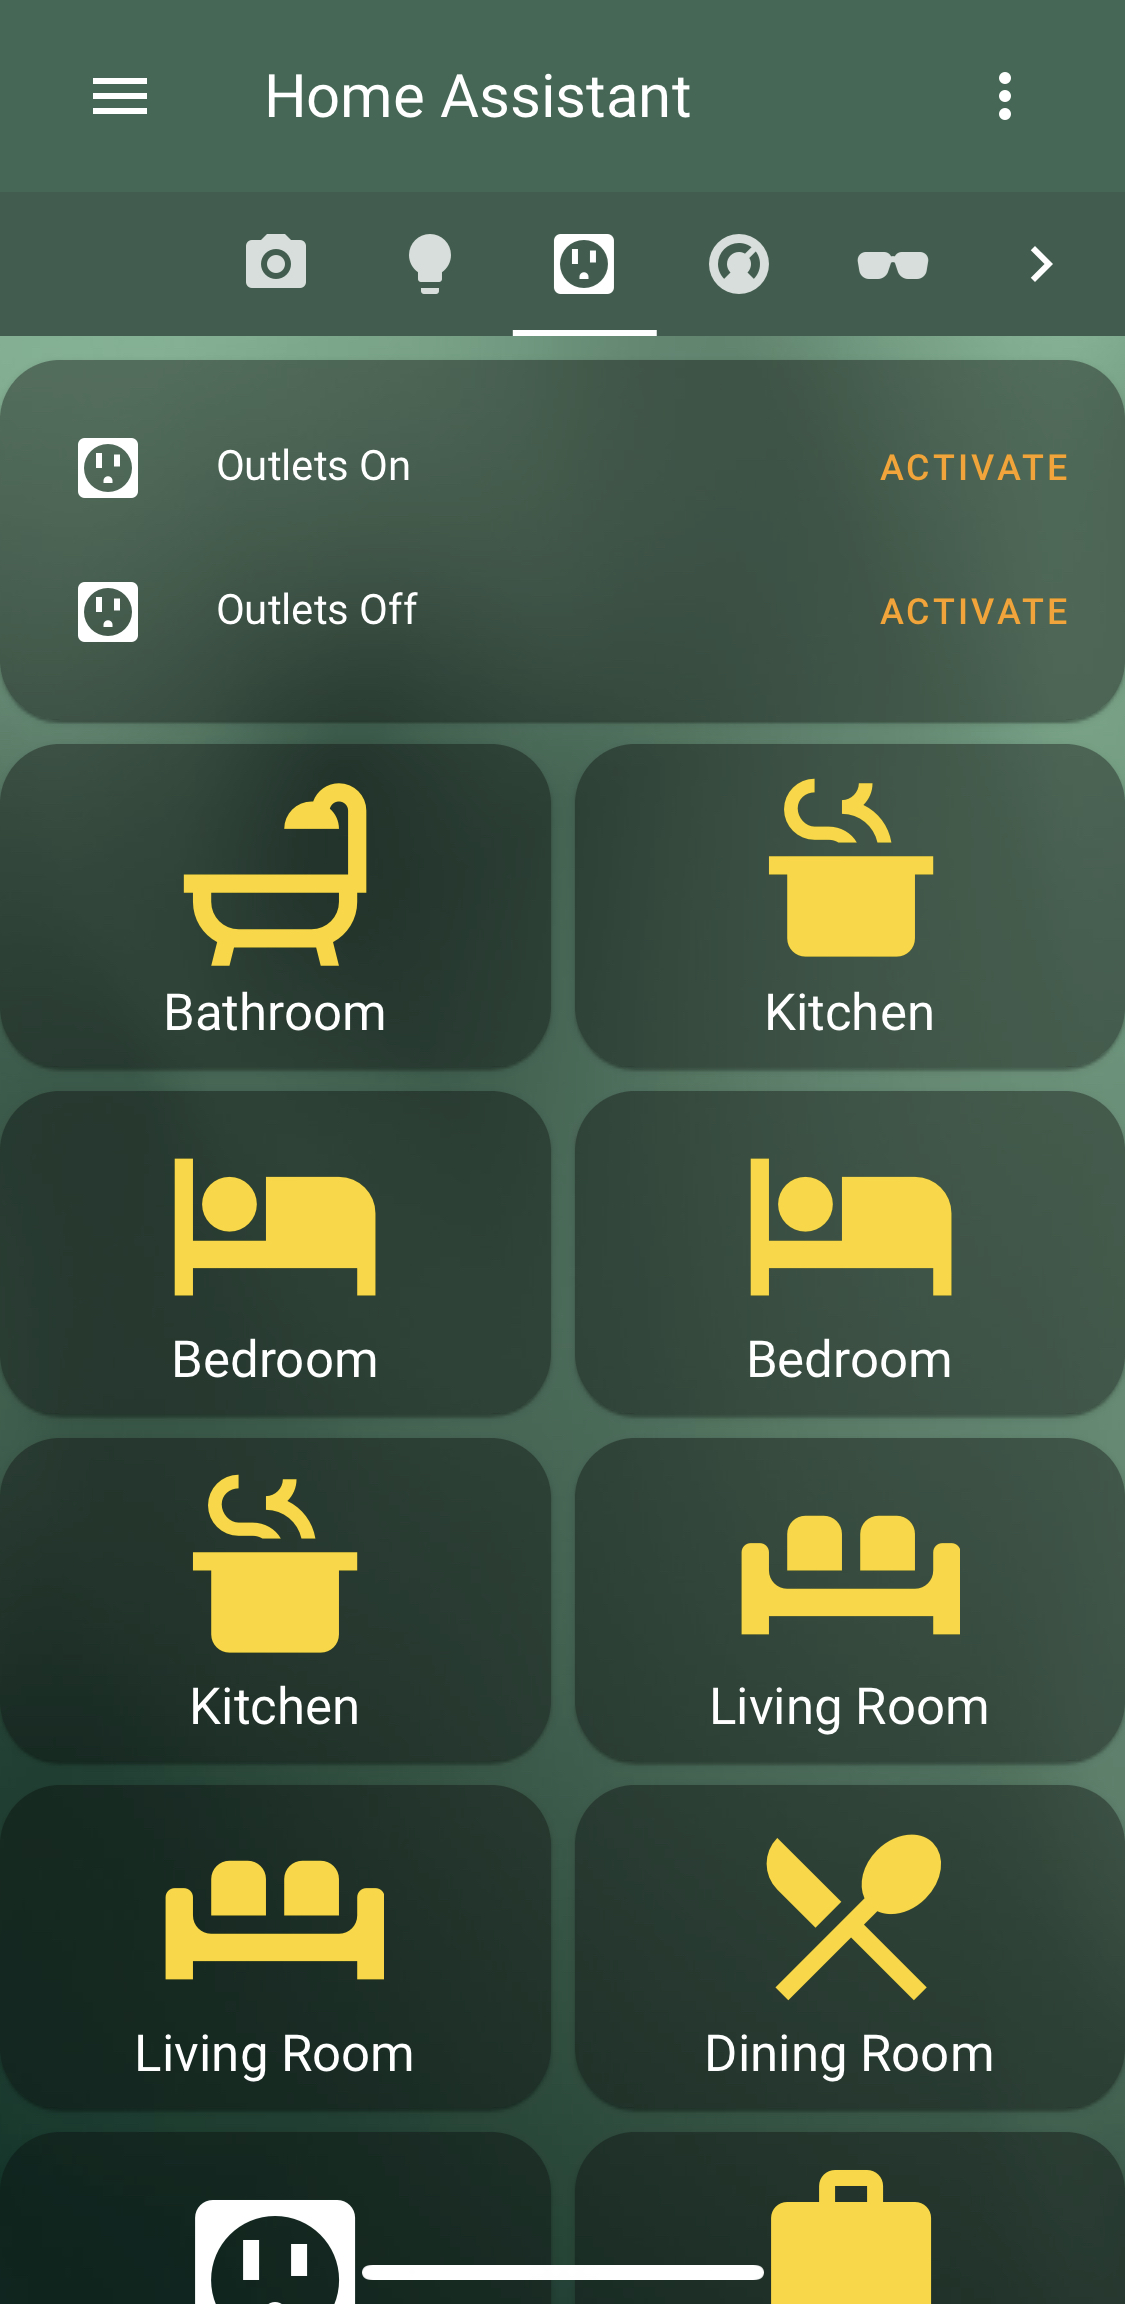 Home Assistant
Outlets On
ACTIVATE
Outlets Off
ACTIVATE
Bathroom
Kitchen
Bedroom
Bedroom
Kitchen
Living Room
Living Room
Dining Room